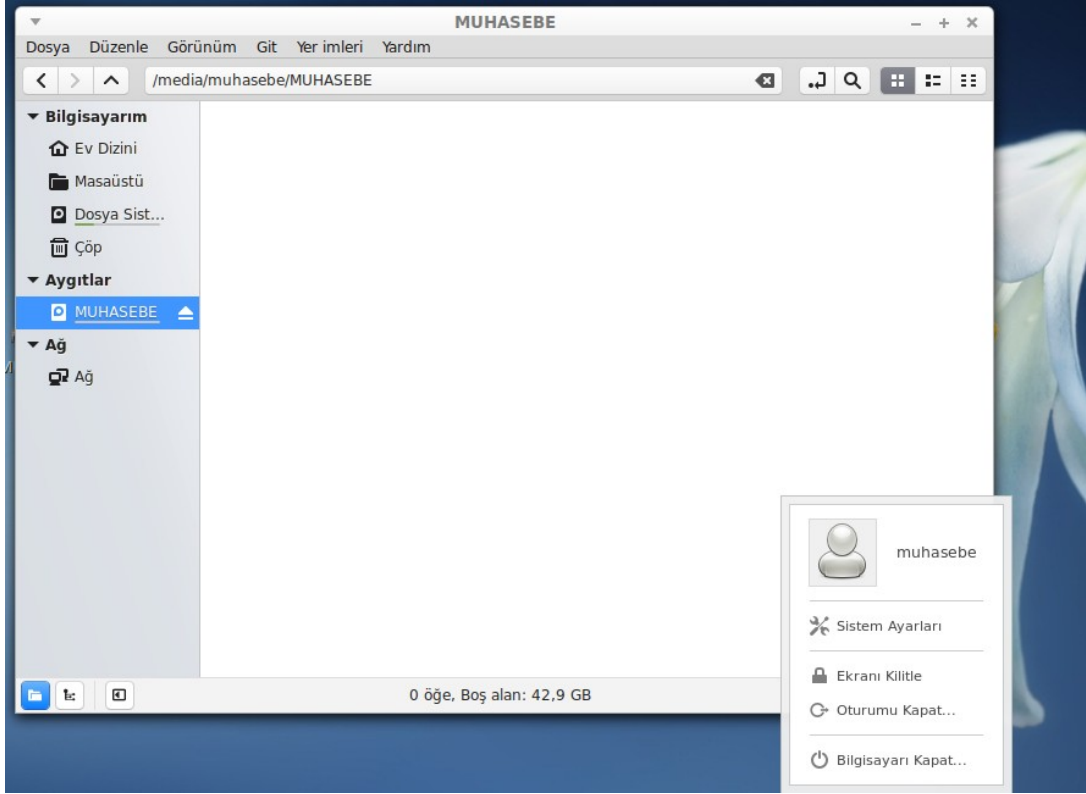 MUHASEBE
Dosya Düzenle Görünüm Git Yer imleri Yardım
/media/muhasebe/MUHASEBE
Bilgisayarım
Ev Dizini
Masaüstü
Dosya Sist...
Çöp
Aygıtlar
MUHASEBE
Ağ
Ağ
0 öğe, Boş alan: 42,9 GB
muhasebe
Sistem Ayarları
Ekranı Kilitle
Oturumu Kapat...
Bilgisayarı Kapat...